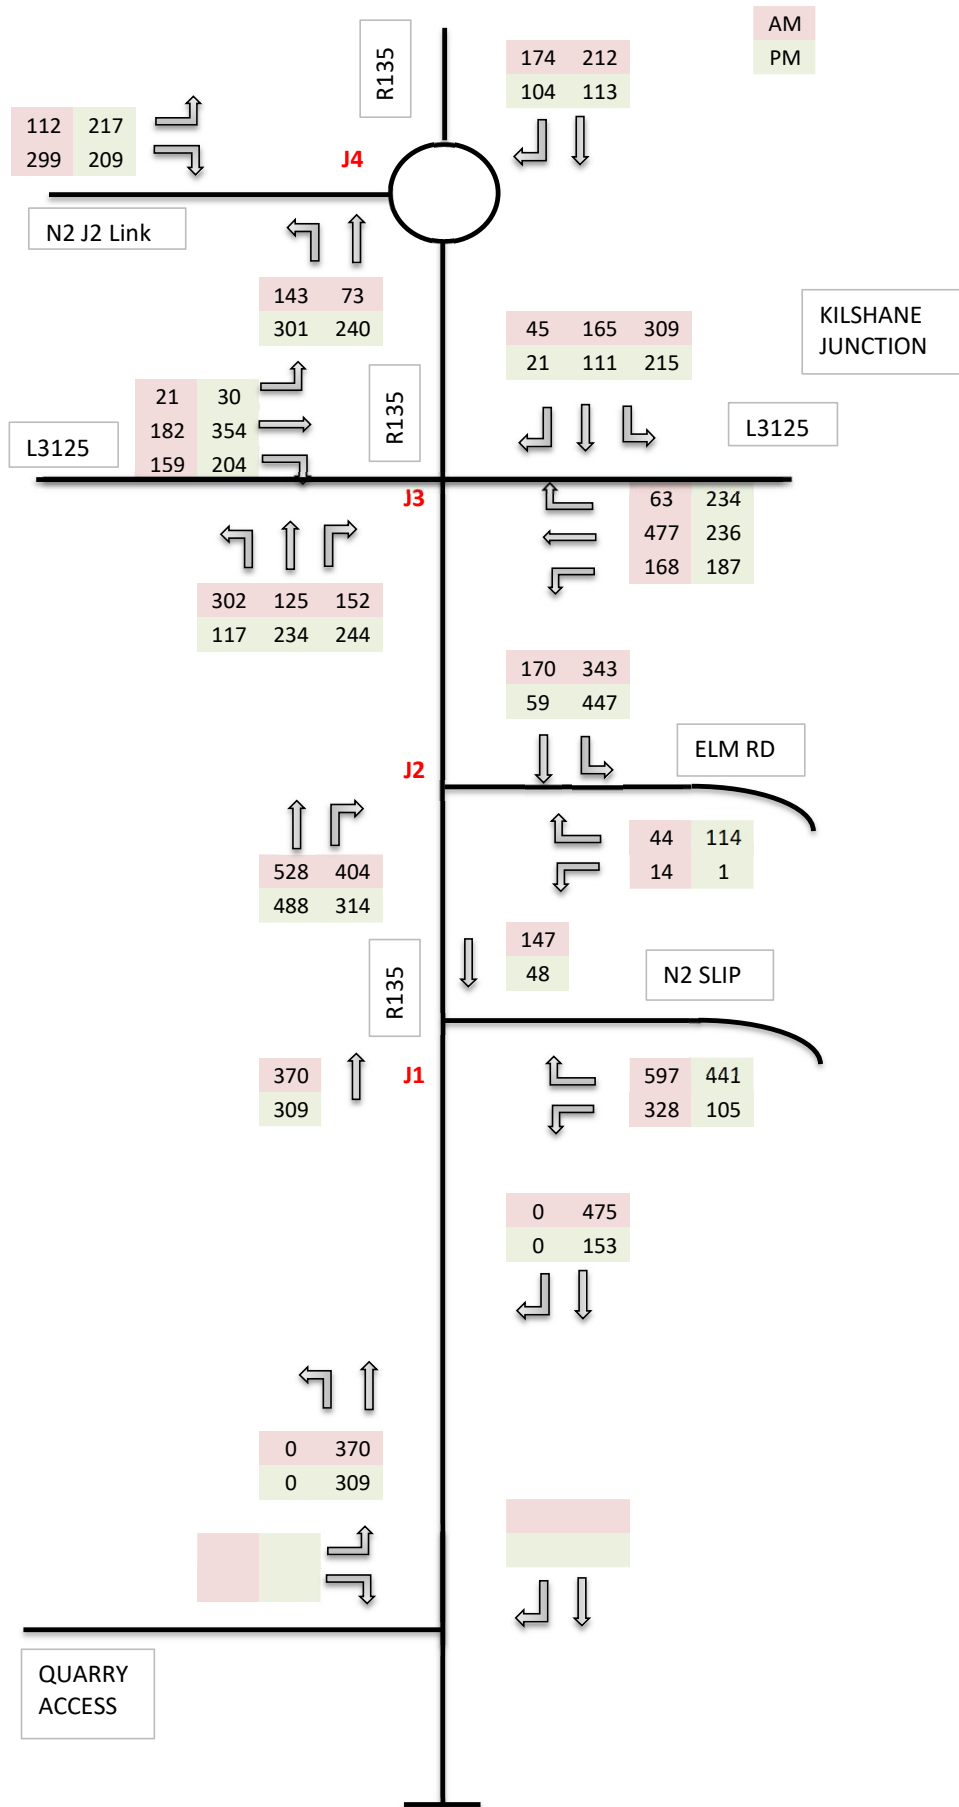 AM
PM
R135
174 212
104 113
112 217
299 209
J4
N2 J2 Link
143 73
301 240
45 165 309
21 111 215
KILSHANE
JUNCTION
R135
21 30
182 354
159 204
L3125
L3125
J3
63 234
477 236
168 187
302 125 152
117 234 244
170 343
59 447
ELM RD
J2
44 114
14 1
528 404
488 314
R135
147
48
N2 SLIP
370
309
J1
597 441
328 105
0 475
0 153
0 370
0 309
QUARRY
ACCESS